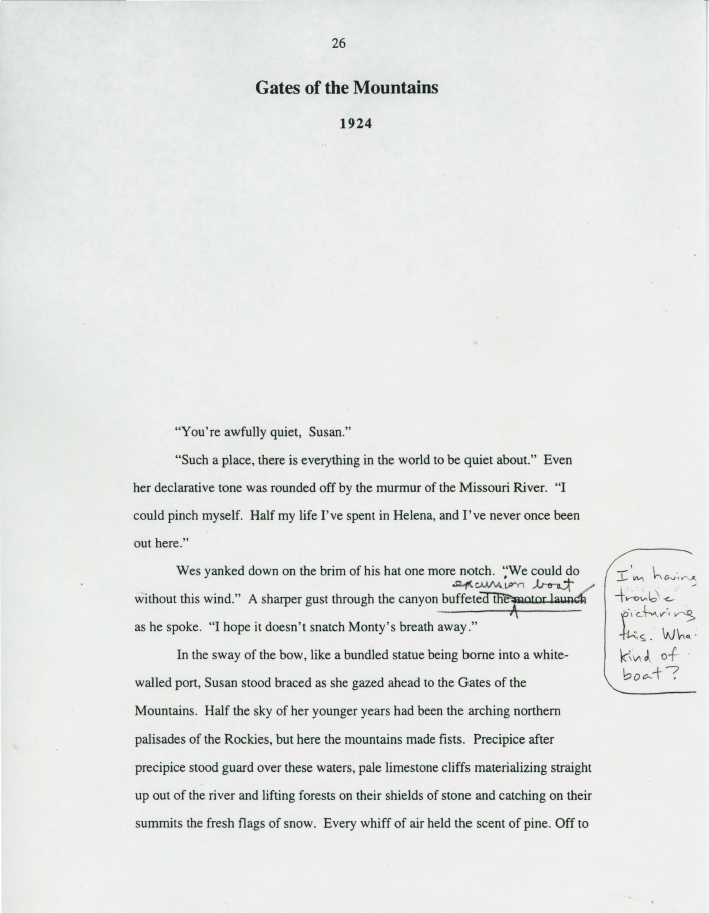 26
Gates of the Mountains
1924
“You’re awfully quiet, Susan.”
“Such a place, there is everything in the world to be quiet about.” Even
her declarative tone was rounded off by the murmur of the Missouri River. “I
could pinch myself. Half my life I’ve spent in Helena, and I’ve never once been
out here.”
Wes yanked down on the brim of his hat one more notch. “We could do
excursion boat
without this wind.” A sharper gust through the canyon buffeted the motor launch
as he spoke. “I hope it doesn’t snatch Monty’s breath away.”
In the sway of the bow, like a bundled statue being borne into a white-
walled port, Susan stood braced as she gazed ahead to the Gates of the
Mountains. Half the sky of her younger years had been the arching northern
palisades of the Rockies, but here the mountains made fists. Precipice after
precipice stood guard over these waters, pale limestone cliffs materializing straight
up out of the river and lifting forests on their shields of stone and catching on their
summits the fresh flags of snow. Every whiff of air held the scent of pine. Off to
I'm having
trouble
picturing
this. Wha
kind of
boat?